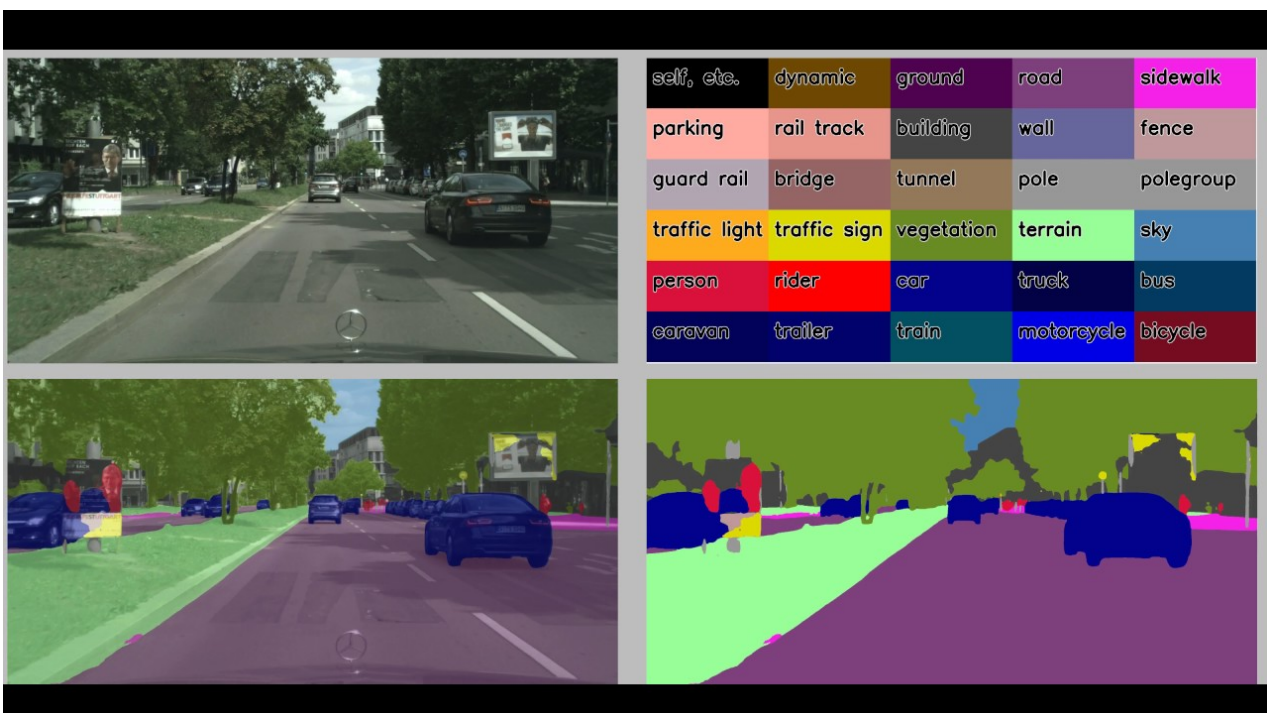 self, etc. dynamic ground road sidewalk
parking rail track building wall fence
guard rail bridge tunnel pole polegroup
traffic light traffic sign vegetation terrain sky
person rider car truck bus
caravan trailer train motorcycle bicycle